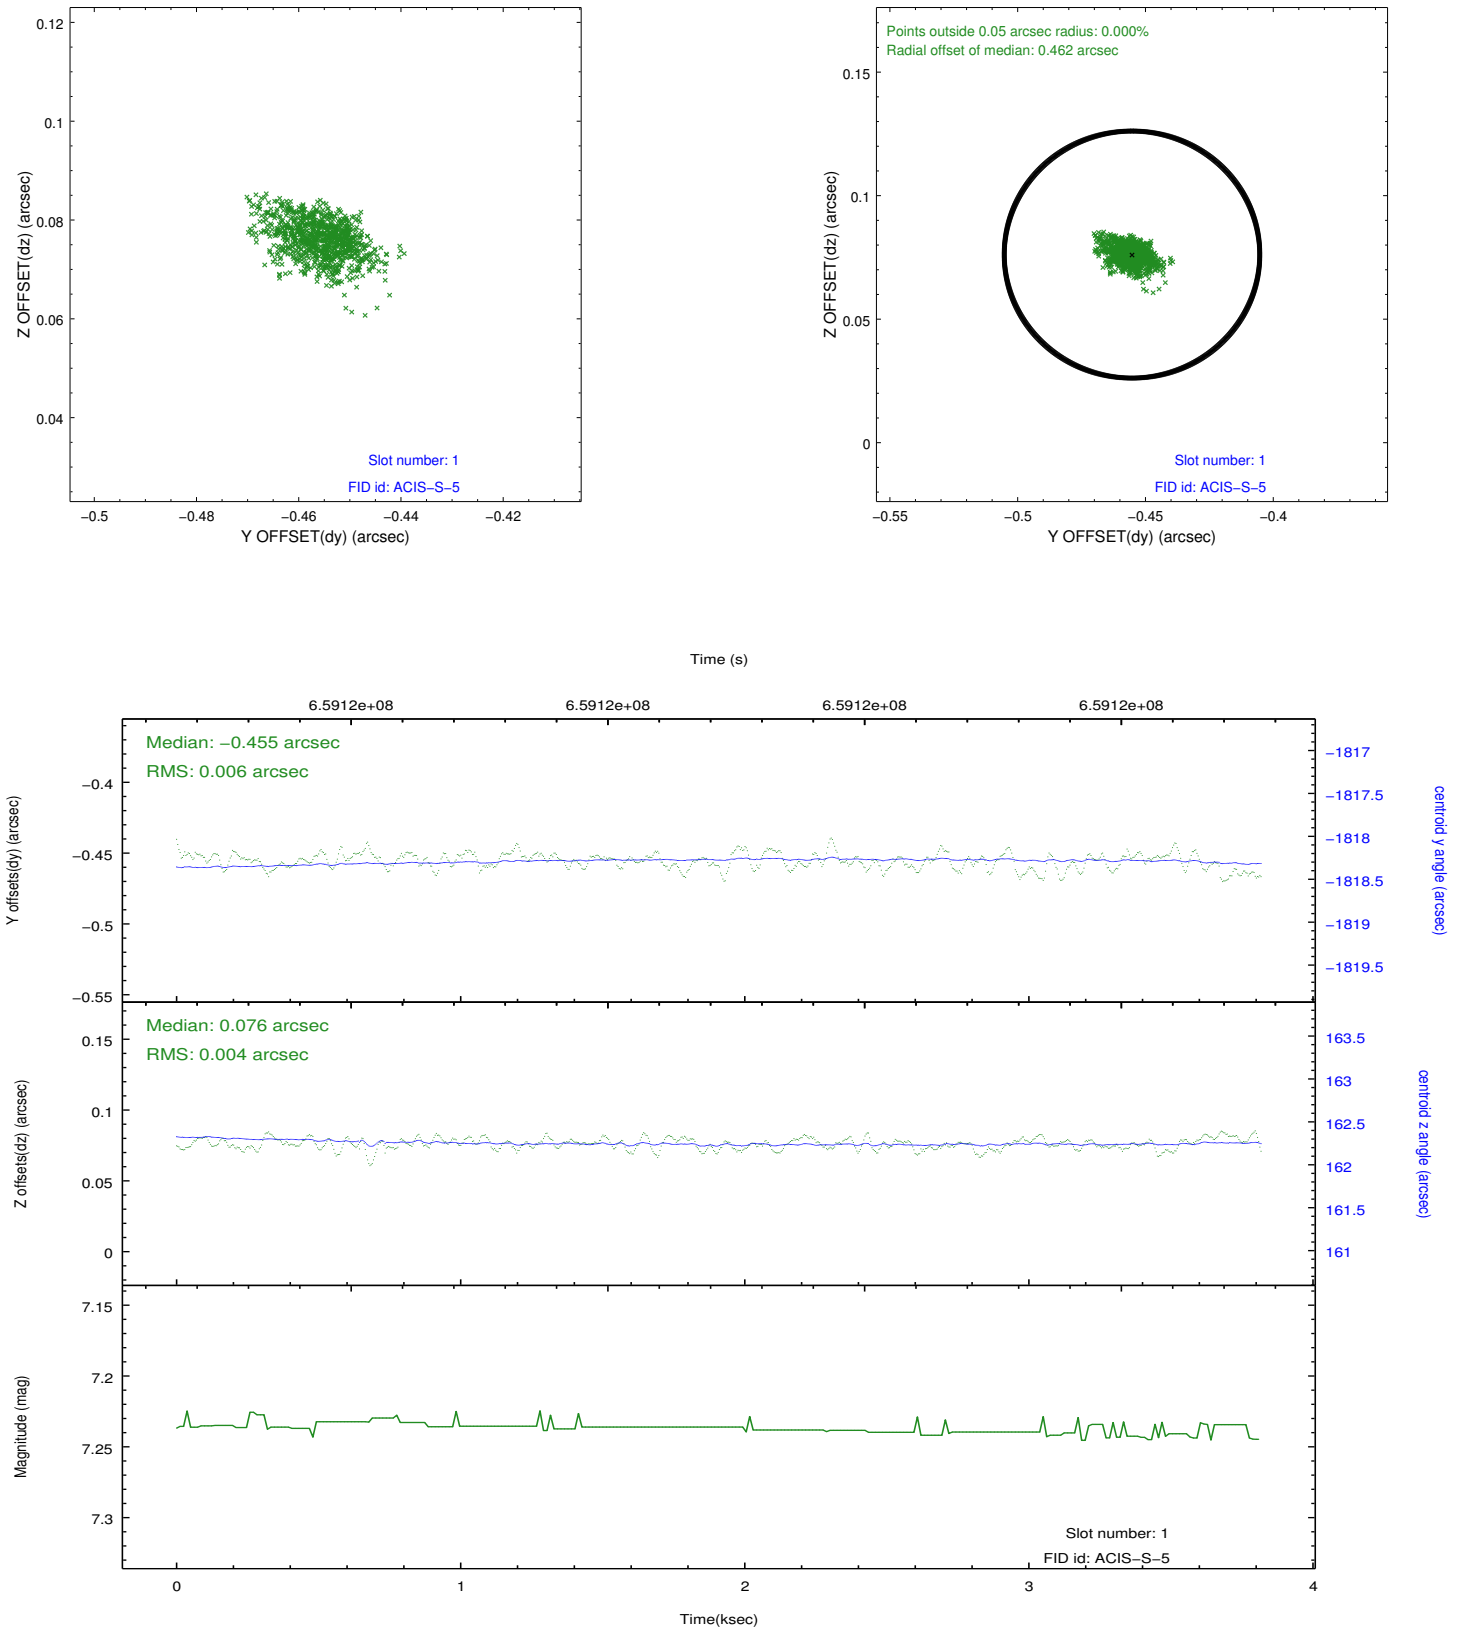 0.12
0.1
0.08
0.06
0.04
Z OFFSET(dz) (arcsec)
Slot number: 1
FID id: ACIS−S−5
−0.5 −0.48 −0.46 −0.44 −0.42
Y OFFSET(dy) (arcsec)
Points outside 0.05 arcsec radius: 0.000%
Radial offset of median: 0.462 arcsec
0.15
0.1
0.05
0
Z OFFSET(dz) (arcsec)
Slot number: 1
FID id: ACIS−S−5
−0.55 −0.5 −0.45 −0.4
Y OFFSET(dy) (arcsec)
Time (s)
6.5912e+08 6.5912e+08 6.5912e+08 6.5912e+08
Median: −0.455 arcsec
RMS: 0.006 arcsec
−0.4
−0.45
−0.5
−0.55
Y offsets(dy) (arcsec)
−1817
−1817.5
−1818
−1818.5
−1819
−1819.5
centroid y angle (arcsec)
Median: 0.076 arcsec
RMS: 0.004 arcsec
0.15
0.1
0.05
0
Z offsets(dz) (arcsec)
163.5
163
162.5
162
161.5
161
centroid z angle (arcsec)
7.15
7.2
7.25
7.3
Magnitude (mag)
Slot number: 1
FID id: ACIS−S−5
0 1 2 3 4
Time(ksec)